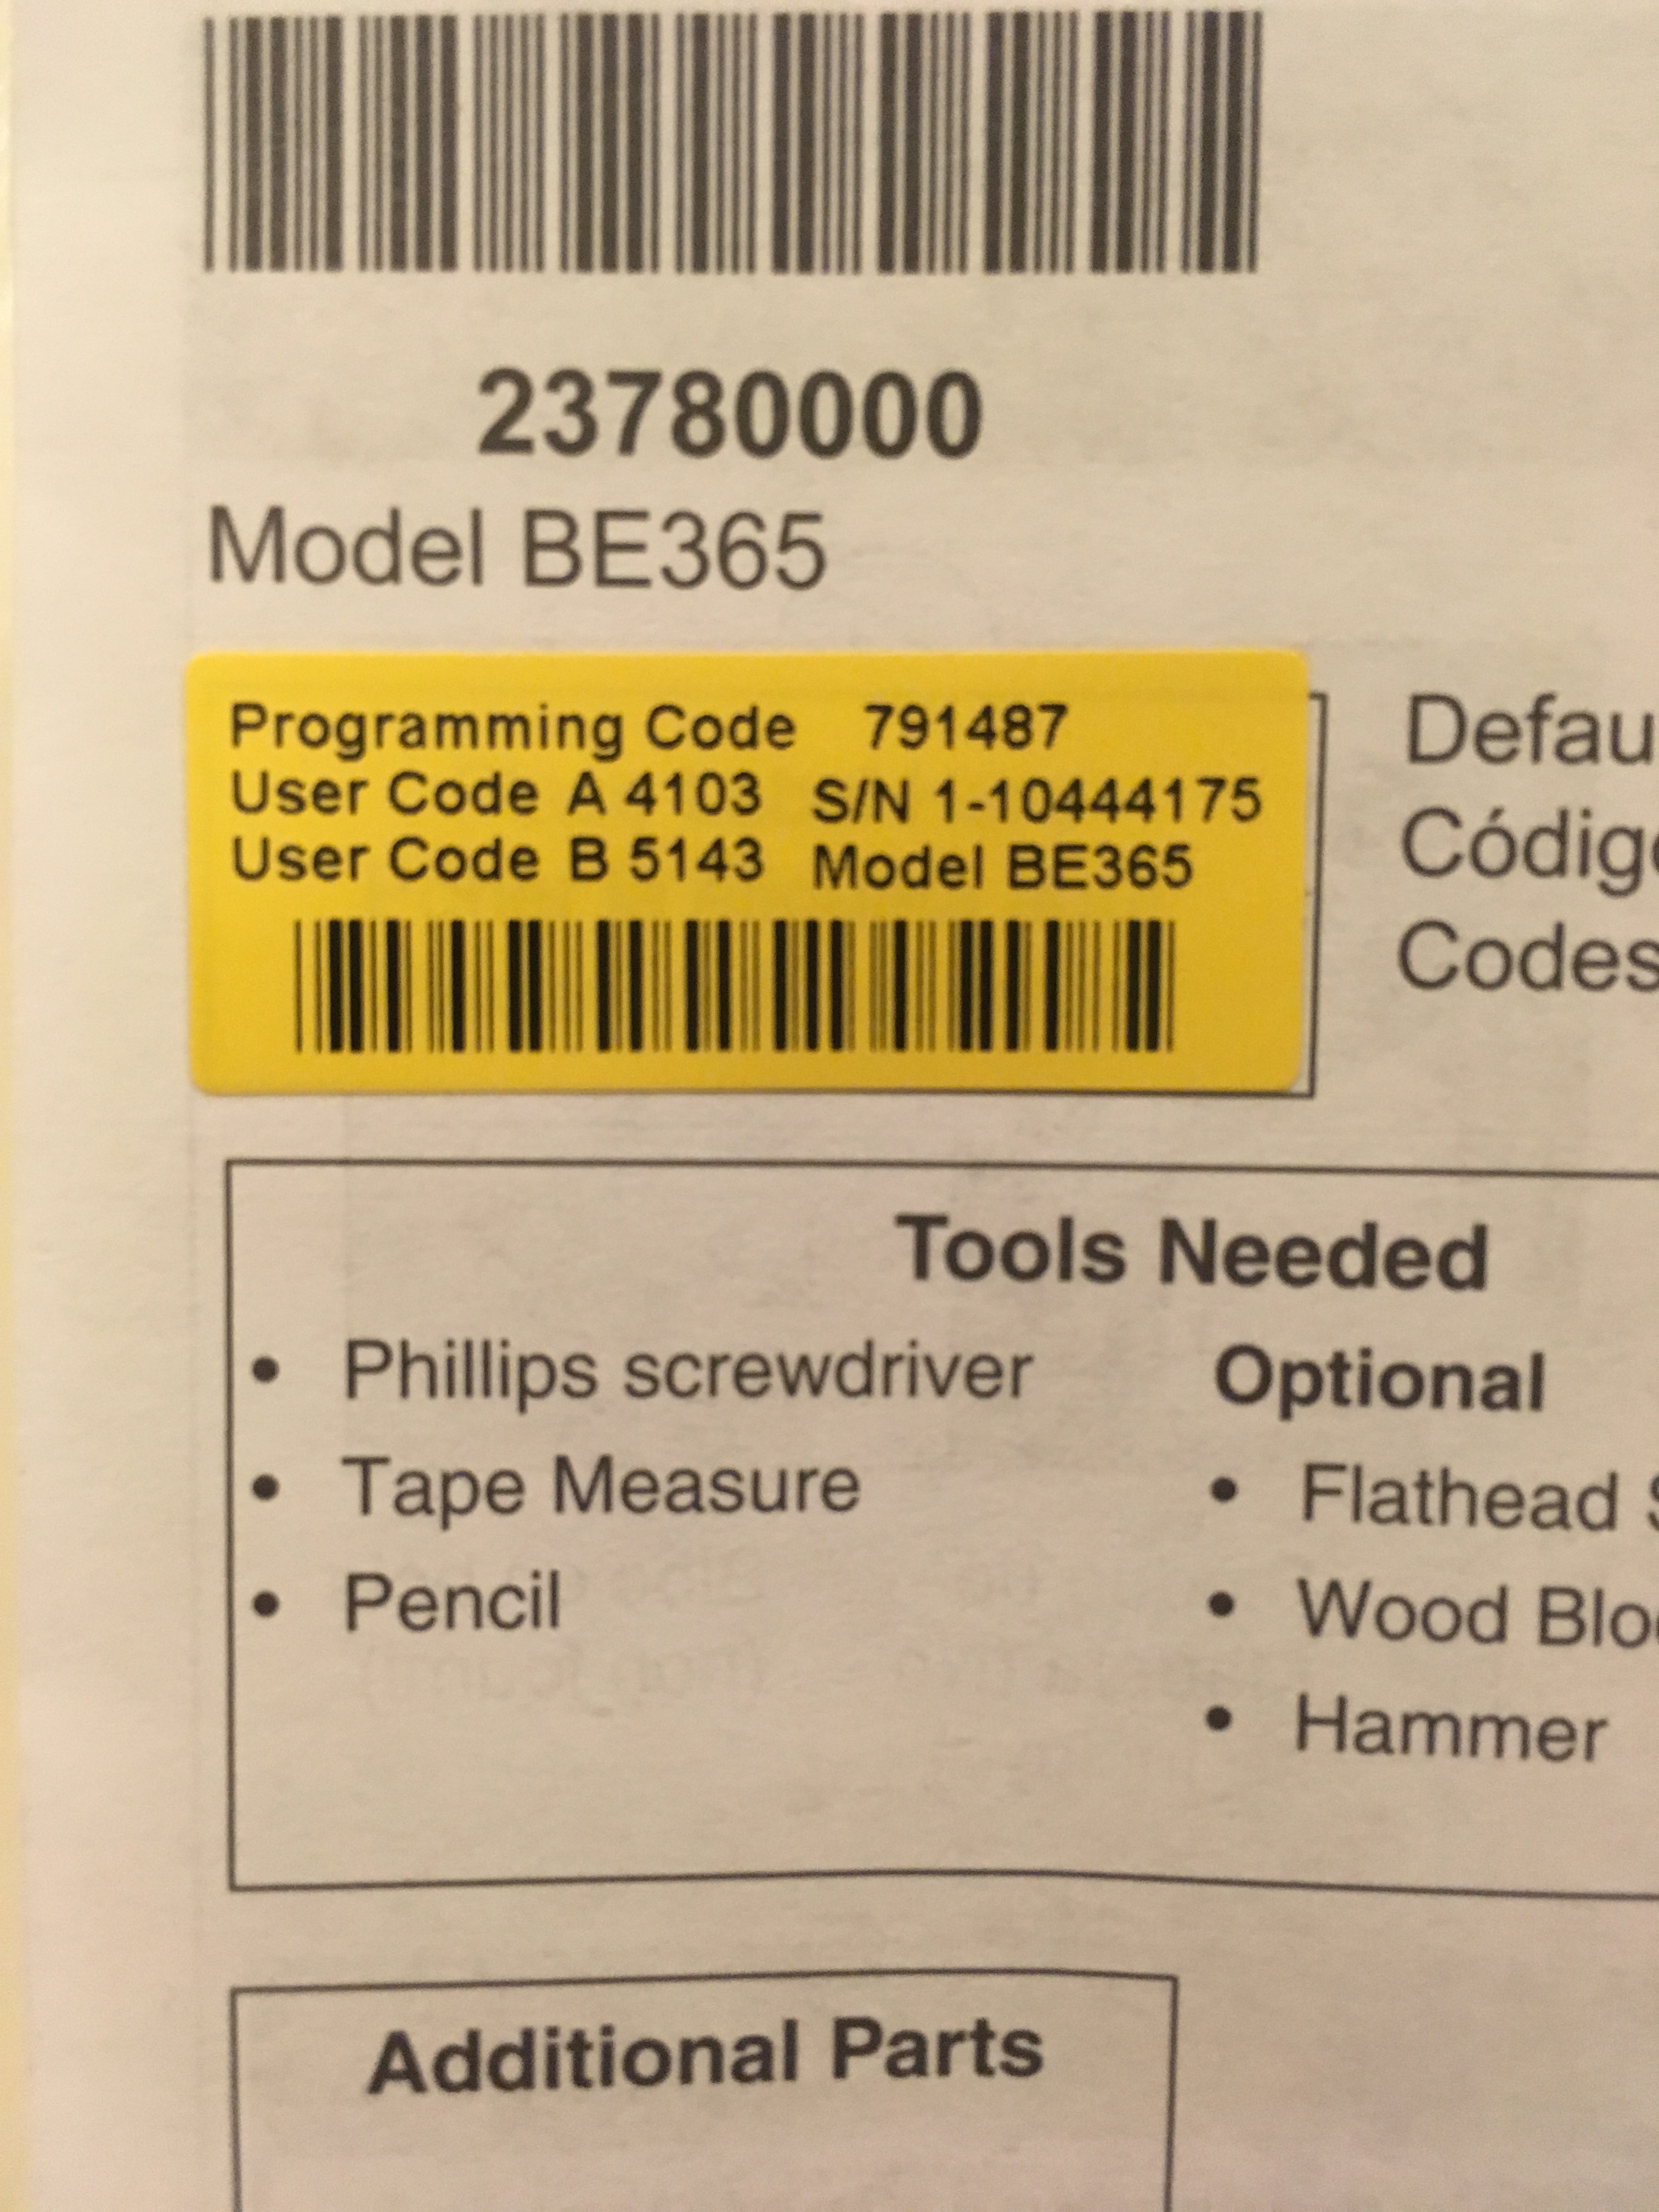 23780000
Model BE365
Programming Code 791487
User Code A 4103 S/N 1-10444175
User Code B 5143 Model BE365
Tools Needed
• Phillips screwdriver
• Tape Measure
• Pencil
Optional
• Flathead
• Wood
• Hammer
Additional Parts